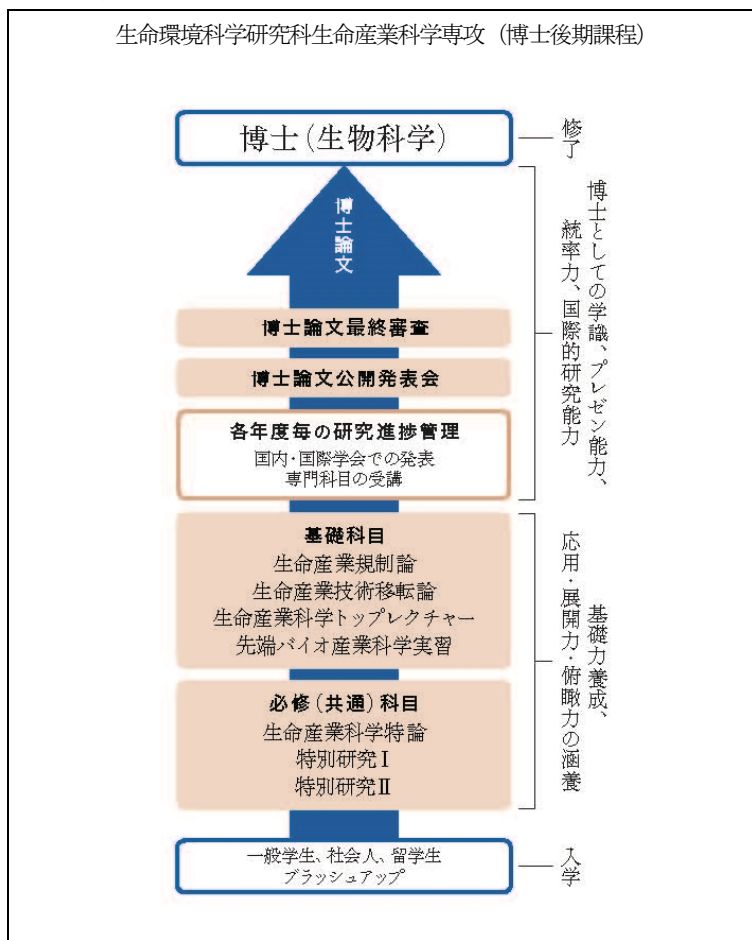 生命環境科学研究科生命産業科学専攻（博士後期課程）
博士（生物科学）
修了
博士論文
博士としての学識、プレゼン能力、
統率力、国際的研究能力
博士論文最終審査
博士論文公開発表会
各年度毎の研究進捗管理
国内・国際学会での発表
専門科目の受講
基礎科目
生命産業規制論
生命産業技術移転論
生命産業科学トップレクチャー
先端バイオ産業科学実習
基礎力養成、
応用・展開力・俯瞰力の涵養
必修（共通）科目
生命産業科学特論
特別研究Ⅰ
特別研究Ⅱ
一般学生、社会人、留学生
ブラッシュアップ
入学